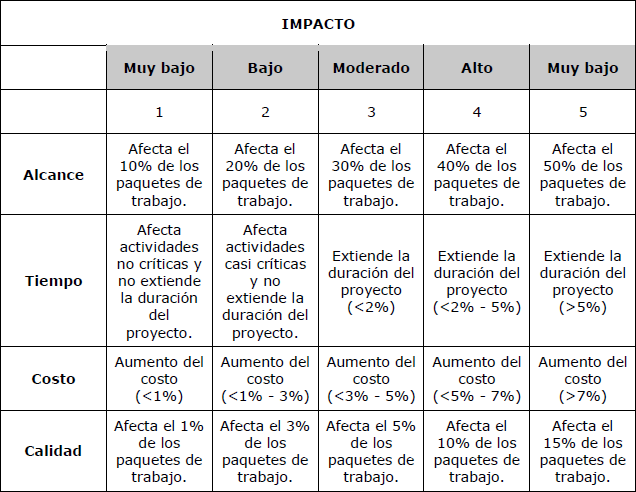 IMPACTO
Muy bajo
Bajo
Moderado
Alto
Muy bajo
1
2
3
4
5
Alcance
Afecta el
10% de los
paquetes de
trabajo.
Afecta el
20% de los
paquetes de
trabajo.
Afecta el
30% de los
paquetes de
trabajo.
Afecta el
40% de los
paquetes de
trabajo.
Afecta el
50% de los
paquetes de
trabajo.
Tiempo
Afecta
actividades
no críticas y
no extiende
la duración
del
proyecto.
Afecta
actividades
casi críticas
y no
extiende la
duración del
proyecto.
Extiende la
duración del
proyecto
(<2%)
Extiende la
duración del
proyecto
(<2% - 5%)
Extiende la
duración del
proyecto
(>5%)
Costo
Aumento del
costo
(<1%)
Aumento del
costo
(<1% - 3%)
Aumento del
costo
(<3% - 5%)
Aumento del
costo
(<5% - 7%)
Aumento del
costo
(>7%)
Calidad
Afecta el 1%
de los
paquetes de
trabajo.
Afecta el 3%
de los
paquetes de
trabajo.
Afecta el 5%
de los
paquetes de
trabajo.
Afecta el
10% de los
paquetes de
trabajo.
Afecta el
15% de los
paquetes de
trabajo.